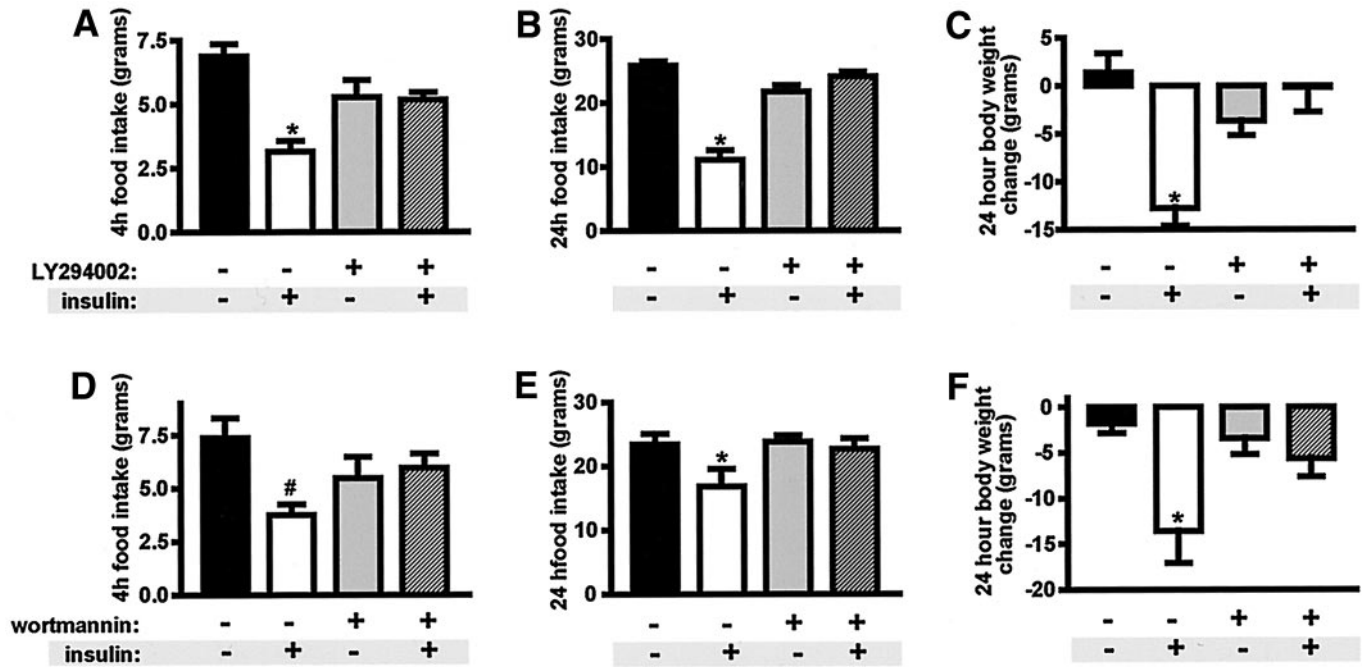 A
4h food intake (grams)
7.5
5.0
2.5
0.0
*
B
24h food intake (grams)
30
20
10
0
*
C
24 hour body weight
change (grams)
5
0
-5
-10
-15
*
LY294002: - - + +
insulin: - + - +
- - + +
- + - +
- - + +
- + - +
D
4h food intake (grams)
7.5
5.0
2.5
0.0
#
E
24 hfood intake (grams)
30
20
10
0
*
F
24 hour body weight
change (grams)
0
-5
-10
-15
-20
*
wortmannin: - - + +
insulin: - + - +
- - + +
- + - +
- - + +
- + - +